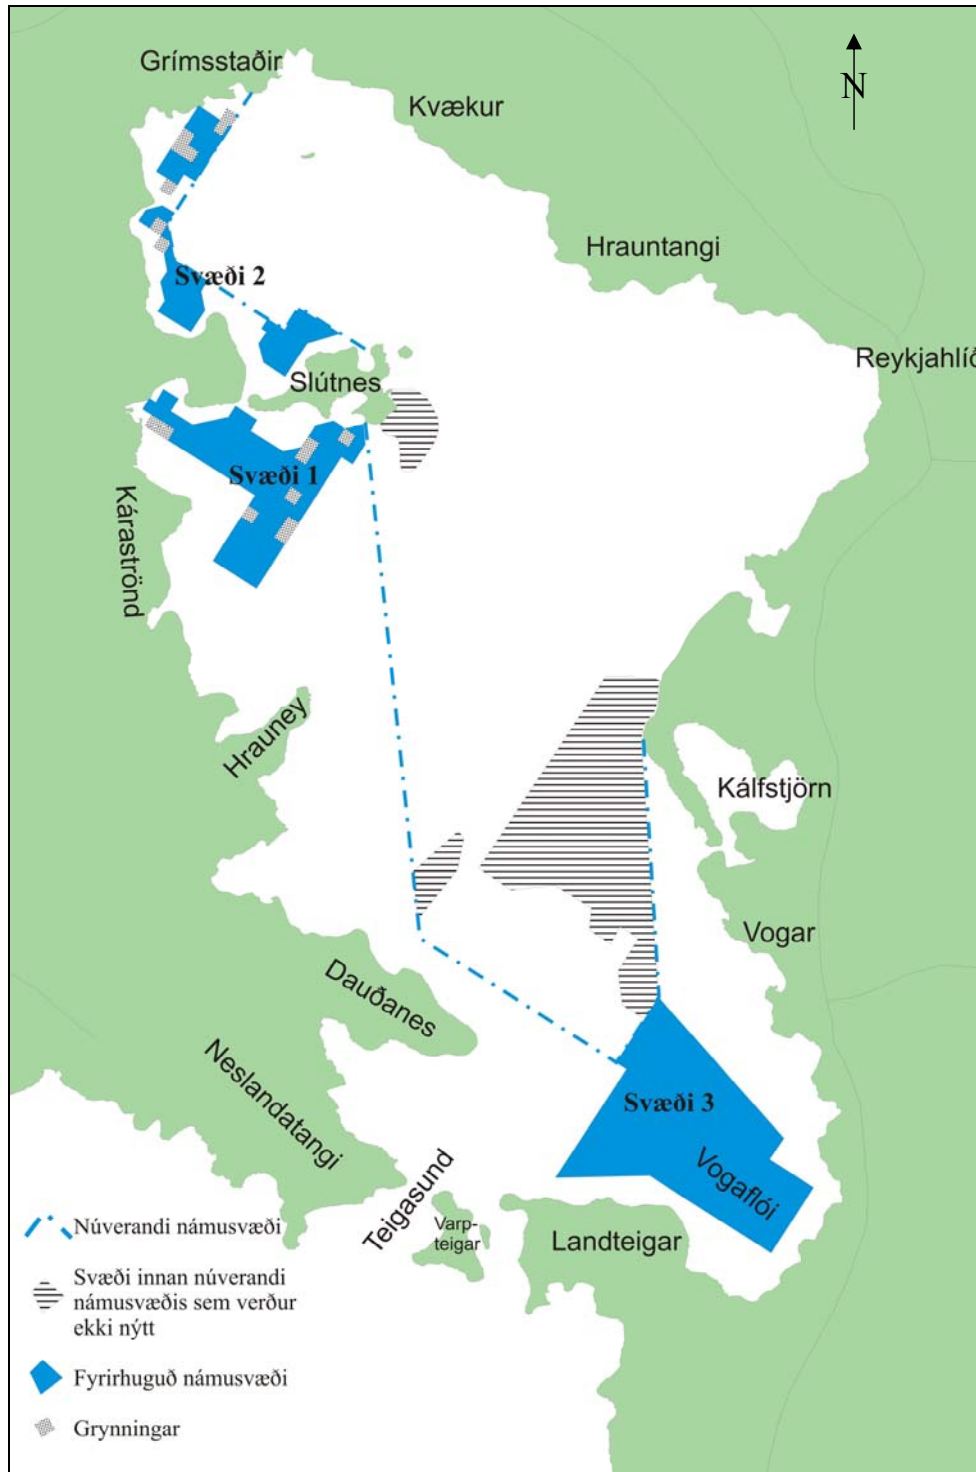 Grímsstaðir
Kvækur
N
Hrauntangi
Svæði 2
Reykjahlíð
Slútnes
Svæði 1
Káraströnd
Hrauney
Kálfstjörn
Vogar
Dauðanes
Neslandatangi
Svæði 3
Vogaflói
Teigasund
Varp-
teigar
Landteigar
Núverandi námusvæði
Svæði innan núverandi
námusvæðis sem verður
ekki nýtt
Fyrirhuguð námusvæði
Grynningar